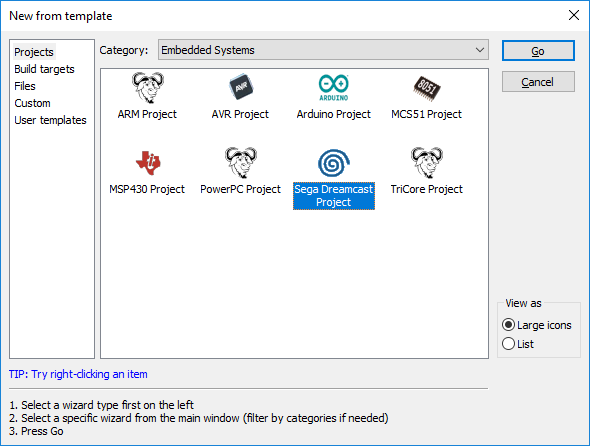 New from template
Projects
Build targets
Files
Custom
User templates
Category:
Embedded Systems
Go
Cancel
AVR
ARDUINO
8051
ARM Project
AVR Project
Arduino Project
MCS51 Project
MSP430 Project
PowerPC Project
Sega Dreamcast
Project
TriCore Project
View as
Large icons
List
TIP: Try right-clicking an item
1. Select a wizard type first on the left
2. Select a specific wizard from the main window (filter by categories if needed)
3. Press Go